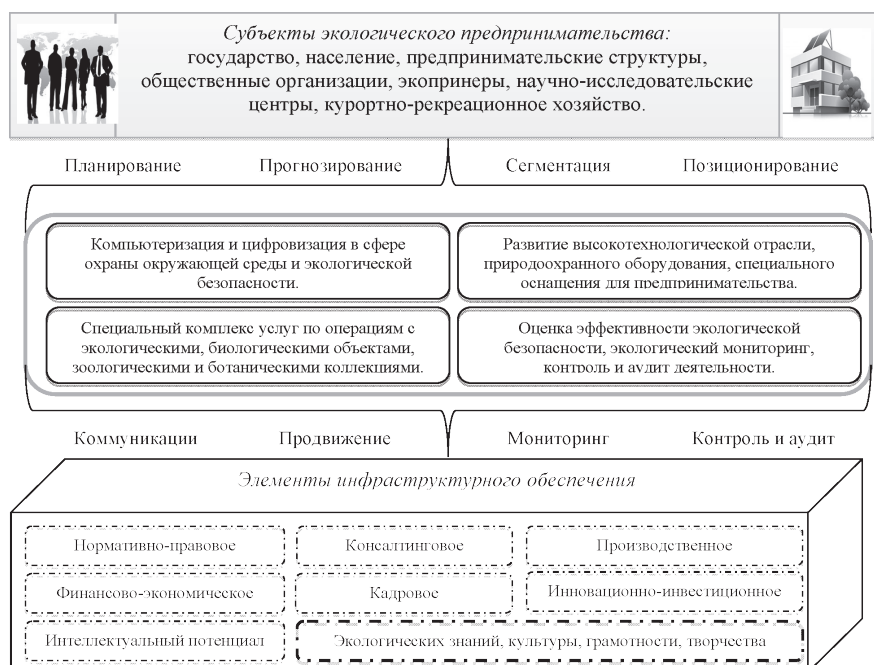 Субъекты экологического предпринимательства:
государство, население, предпринимательские структуры,
общественные организации, экопринеры, научно-исследовательские
центры, курортно-рекреационное хозяйство.
Планирование Прогнозирование Сегментация Позиционирование
Компьютеризация и цифровизация в сфере
охраны окружающей среды и экологической
безопасности.
Развитие высокотехнологической отрасли,
природоохранного оборудования, специального
оснащения для предпринимательства.
Специальный комплекс услуг по операциям с
экологическими, биологическими объектами,
зоологическими и ботаническими коллекциями.
Оценка эффективности экологической
безопасности, экологический мониторинг,
контроль и аудит деятельности.
Коммуникации Продвижение Мониторинг Контроль и аудит
Элементы инфраструктурного обеспечения
Нормативно-правовое Консалтинговое Производственное
Финансово-экономическое Кадровое Инновационно-инвестиционное
Интеллектуальный потенциал Экологических знаний, культуры, грамотности, творчества